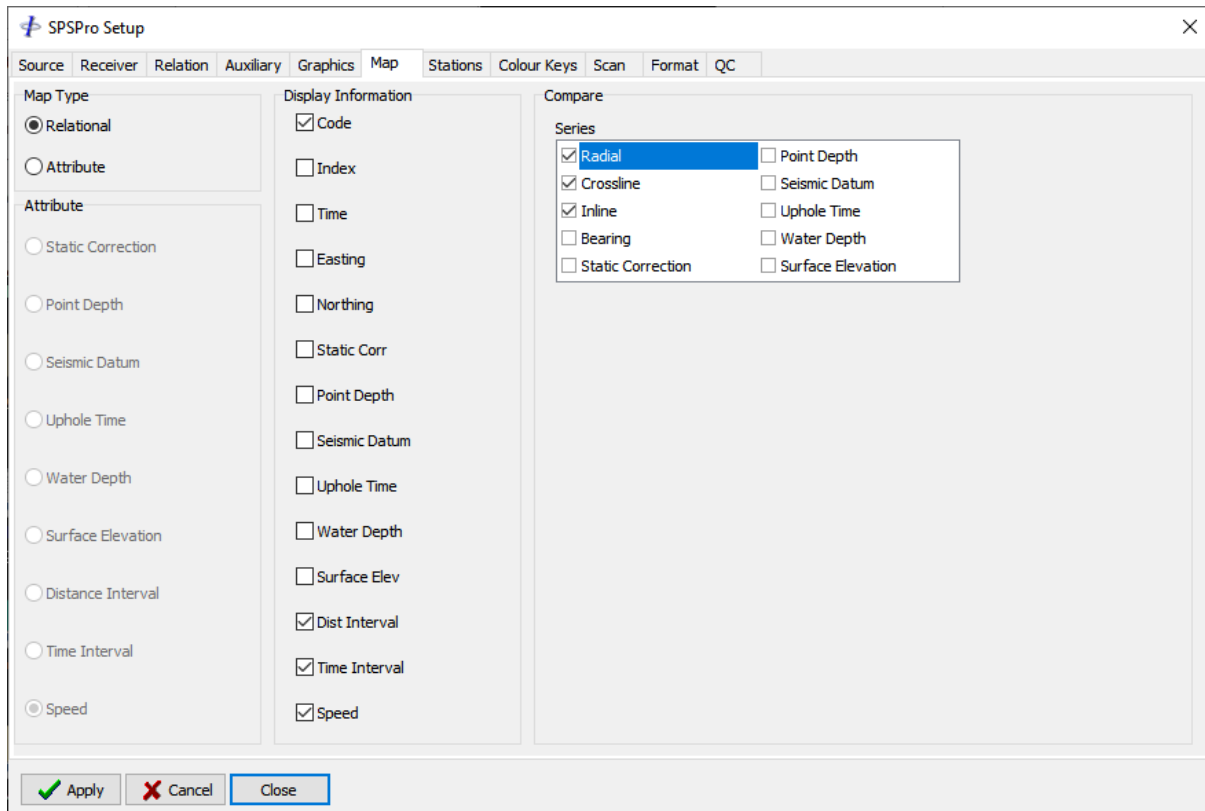 SPSPro Setup
Source Receiver Relation Auxiliary Graphics Map Stations Colour Keys Scan Format QC
Map Type
Relational
Attribute
Attribute
Static Correction
Point Depth
Seismic Datum
Uphole Time
Water Depth
Surface Elevation
Distance Interval
Time Interval
Speed
Display Information
Code
Index
Time
Easting
Northing
Static Corr
Point Depth
Seismic Datum
Uphole Time
Water Depth
Surface Elev
Dist Interval
Time Interval
Speed
Compare
Series
Radial
Crossline
Inline
Bearing
Static Correction
Point Depth
Seismic Datum
Uphole Time
Water Depth
Surface Elevation
Apply Cancel Close